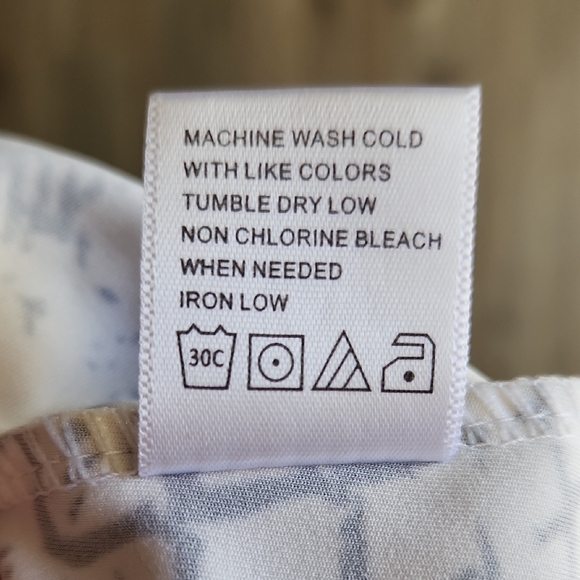 MACHINE WASH COLD
WITH LIKE COLORS
TUMBLE DRY LOW
NON CHLORINE BLEACH
WHEN NEEDED
IRON LOW
30C